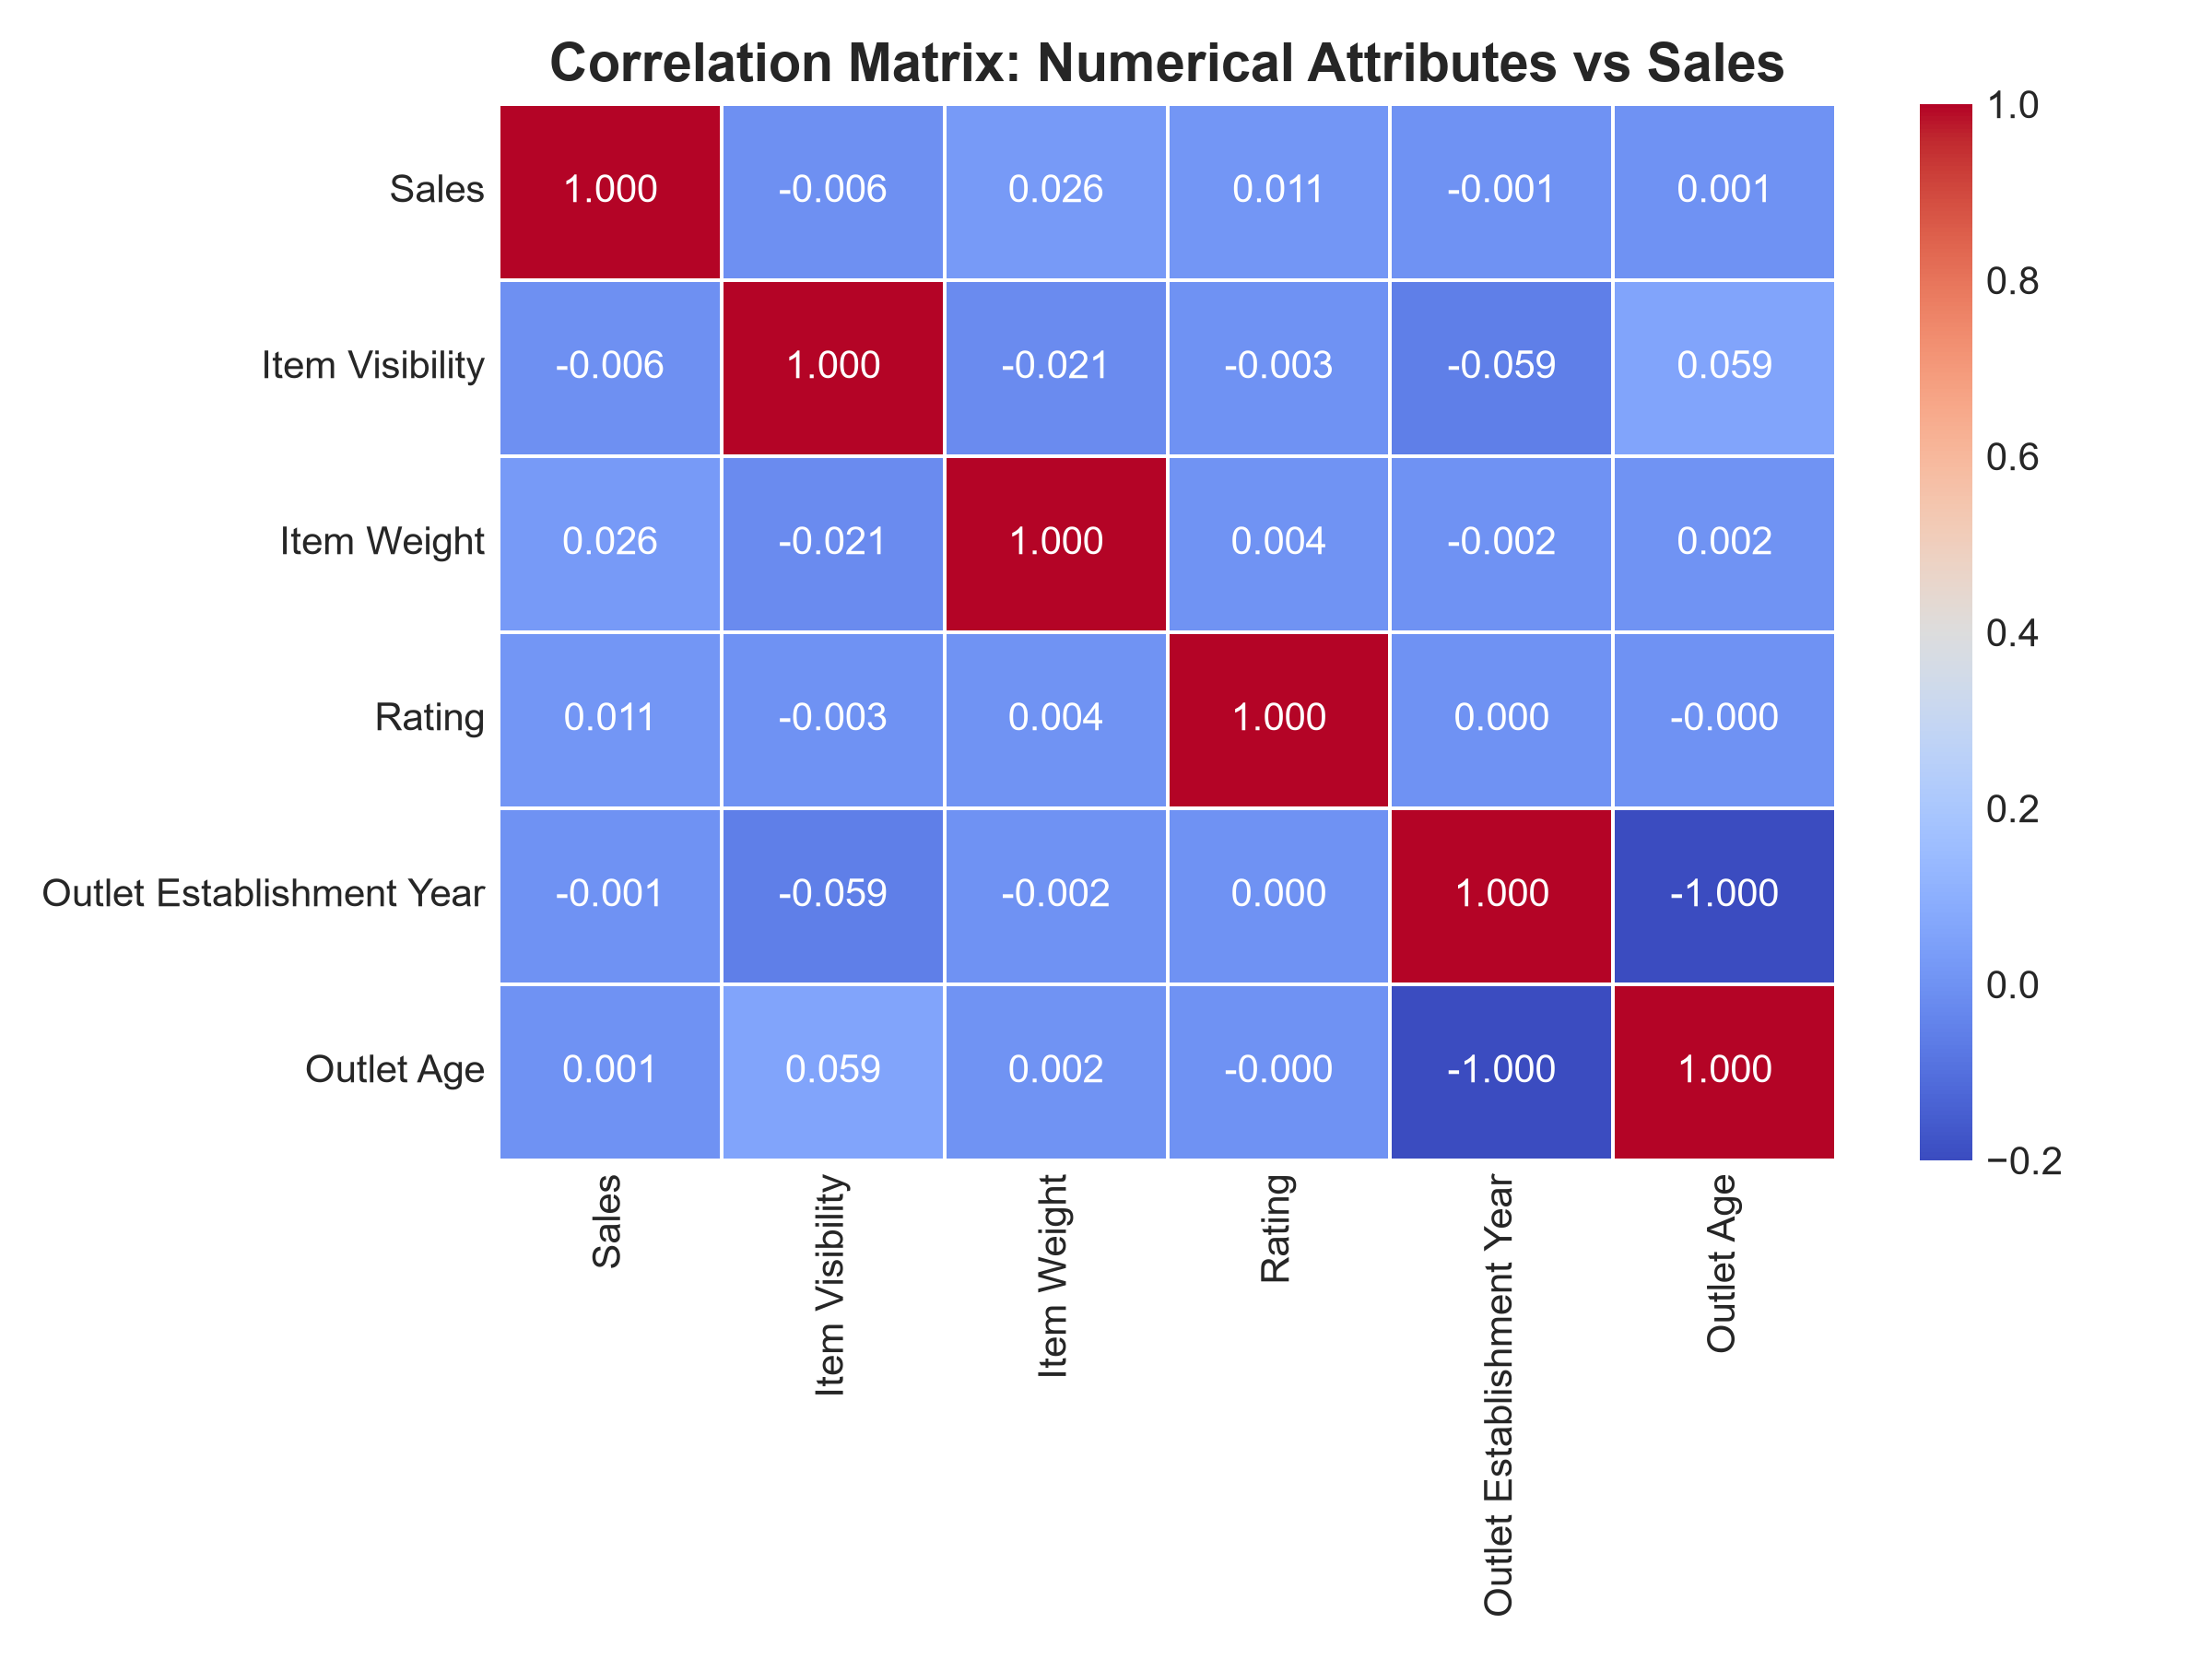 Correlation Matrix: Numerical Attributes vs Sales
Sales 1.000 -0.006 0.026 0.011 -0.001 0.001
Item Visibility -0.006 1.000 -0.021 -0.003 -0.059 0.059
Item Weight 0.026 -0.021 1.000 0.004 -0.002 0.002
Rating 0.011 -0.003 0.004 1.000 0.000 -0.000
Outlet Establishment Year -0.001 -0.059 -0.002 0.000 1.000 -1.000
Outlet Age 0.001 0.059 0.002 -0.000 -1.000 1.000
Sales
Item Visibility
Item Weight
Rating
Outlet Establishment Year
Outlet Age
1.0
0.8
0.6
0.4
0.2
0.0
−0.2